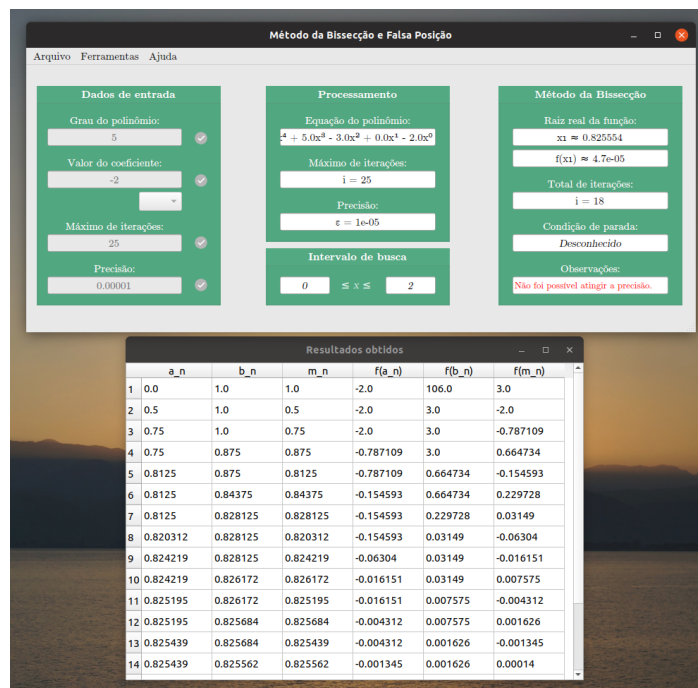 Método da Bissecção e Falsa Posição
Arquivo Ferramentas Ajuda
Dados de entrada
Grau do polinômio:
5
Valor do coeficiente:
-2
Máximo de iterações:
25
Precisão:
0.00001
Processamento
Equação do polinômio:
x⁴ + 5.0x³ - 3.0x² + 0.0x¹ - 2.0x⁰
Máximo de iterações:
i = 25
Precisão:
ε = 1e-05
Intervalo de busca
0 ≤ x ≤ 2
Método da Bissecção
Raiz real da função:
x₁ ≈ 0.825554
f(x₁) ≈ 4.7e-05
Total de iterações:
i = 18
Condição de parada:
Desconhecido
Observações:
Não foi possível atingir a precisão.
Resultados obtidos
a_n b_n m_n f(a_n) f(b_n) f(m_n)
1 0.0 1.0 1.0 -2.0 106.0 3.0
2 0.5 1.0 0.5 -2.0 3.0 -2.0
3 0.75 1.0 0.75 -2.0 3.0 -0.787109
4 0.75 0.875 0.875 -0.787109 3.0 0.664734
5 0.8125 0.875 0.8125 -0.787109 0.664734 -0.154593
6 0.8125 0.84375 0.84375 -0.154593 0.664734 0.229728
7 0.8125 0.828125 0.828125 -0.154593 0.229728 0.03149
8 0.820312 0.828125 0.820312 -0.154593 0.03149 -0.06304
9 0.824219 0.828125 0.824219 -0.06304 0.03149 -0.016151
10 0.824219 0.826172 0.826172 -0.016151 0.03149 0.007575
11 0.825195 0.826172 0.825195 -0.016151 0.007575 -0.004312
12 0.825195 0.825684 0.825684 -0.004312 0.007575 0.001626
13 0.825439 0.825684 0.825439 -0.004312 0.001626 -0.001345
14 0.825439 0.825562 0.825562 -0.001345 0.001626 0.00014